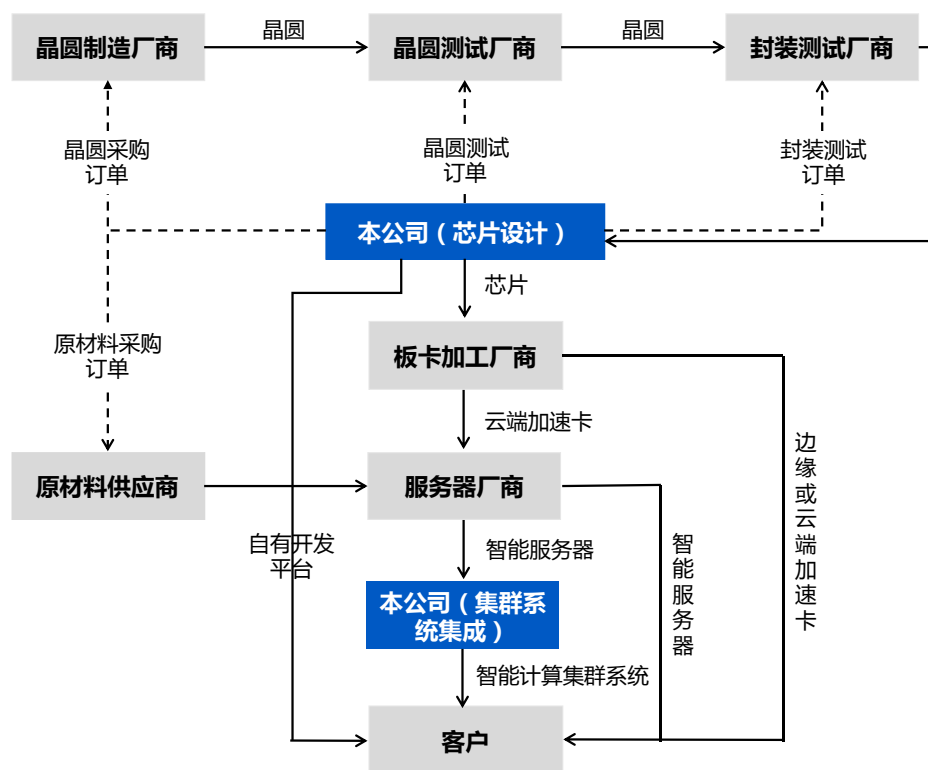 晶圆制造厂商
晶圆
晶圆测试厂商
晶圆
封装测试厂商
晶圆采购
订单
晶圆测试
订单
封装测试
订单
本公司（芯片设计）
芯片
原材料采购
订单
板卡加工厂商
云端加速卡
边缘或云端加速卡
原材料供应商
服务器厂商
自有开发
平台
智能服务器
智能服务器
本公司（集群系
统集成）
智能计算集群系统
客户